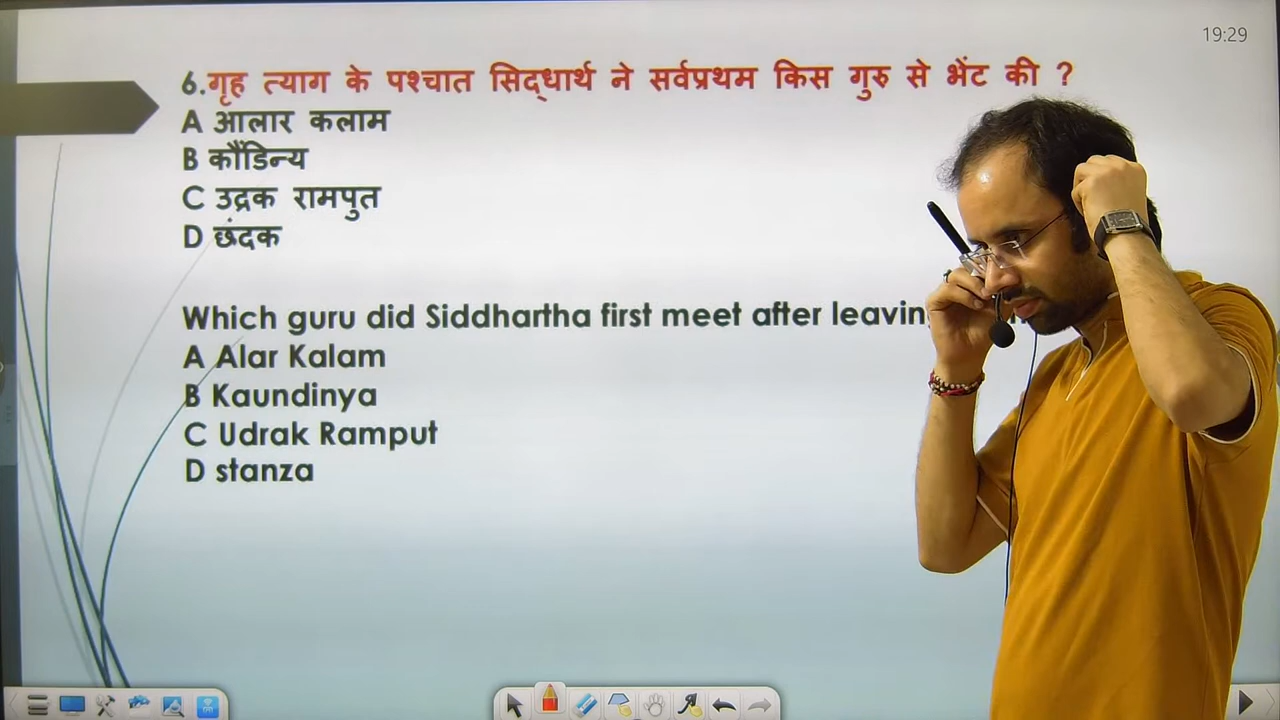 19:29
6.गृह त्याग के पश्चात सिद्धार्थ ने सर्वप्रथम किस गुरु से भेंट की ?
A आलार कलाम
B कौंडिन्य
C उद्रक रामपुत
D छंदक
Which guru did Siddhartha first meet after
A Alar Kalam
B Kaundinya
C Udrak Ramput
D stanza